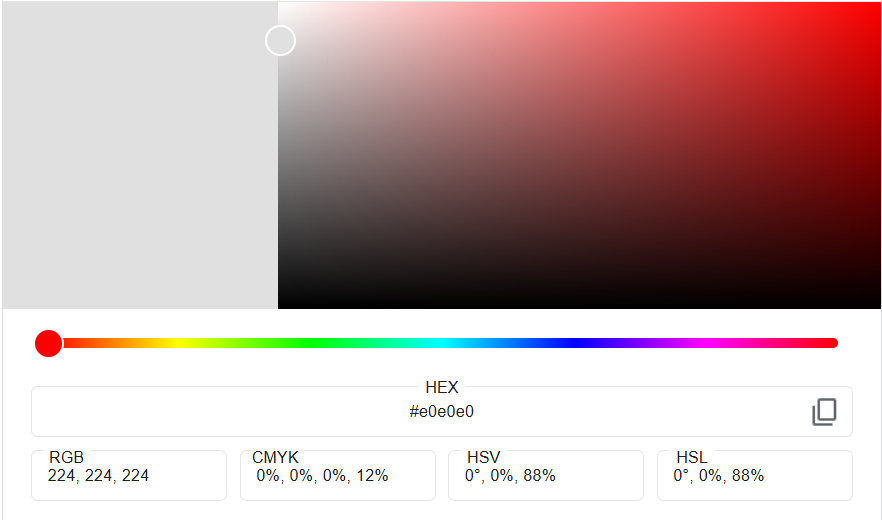 HEX
#e0e0e0
RGB
224, 224, 224
CMYK
0%, 0%, 0%, 12%
HSV
0°, 0%, 88%
HSL
0°, 0%, 88%